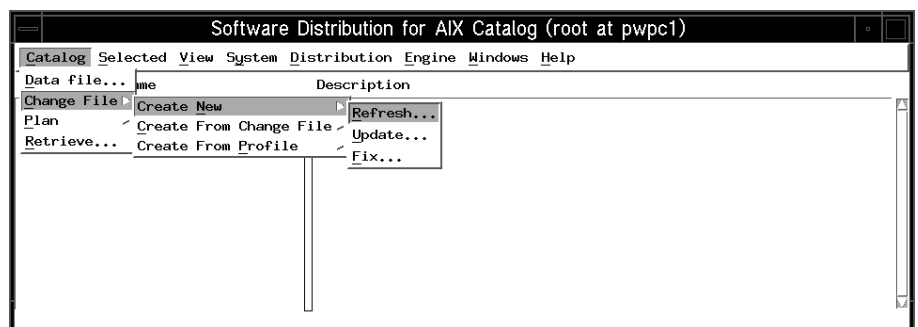 Software Distribution for AIX Catalog (root at pwpc1)
Catalog Selected View System Distribution Engine Windows Help
Data file...
Change File
Plan
Retrieve...
me Description
Create New
Create From Change File
Create From Profile
Refresh...
Update...
Fix...